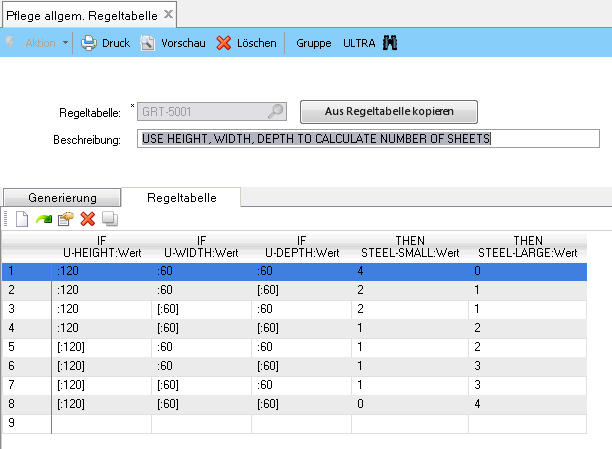 Pflege allgem. Regeltabelle ×
Aktion Druck Vorschau Löschen Gruppe ULTRA
Regeltabelle: * GRT-5001 Aus Regeltabelle kopieren
Beschreibung: USE HEIGHT, WIDTH, DEPTH TO CALCULATE NUMBER OF SHEETS
Generierung Regeltabelle
IF IF IF THEN THEN
U-HEIGHT:Wert U-WIDTH:Wert U-DEPTH:Wert STEEL-SMALL:Wert STEEL-LARGE:Wert
1 :120 :60 :60 4 0
2 :120 :60 [:60] 2 1
3 :120 [:60] :60 2 1
4 :120 [:60] [:60] 1 2
5 [:120] :60 :60 1 2
6 [:120] :60 [:60] 1 3
7 [:120] [:60] :60 1 3
8 [:120] [:60] [:60] 0 4
9